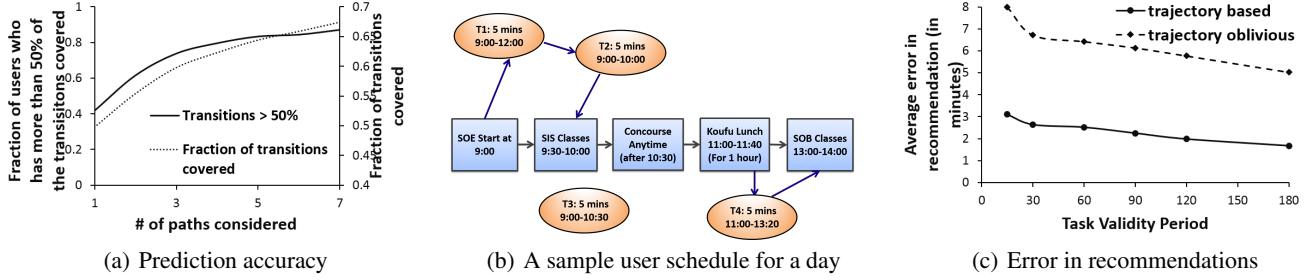 Fraction of users who
has more than 50% of
the transisitons covered
1
0.8
0.6
0.4
0.2
0
0.7
0.65
0.6
0.55
0.5
0.45
0.4
Fraction of transitions
covered
Transitions > 50%
Fraction of transitions
covered
1 3 5 7
# of paths considered
(a) Prediction accuracy
T1: 5 mins
9:00-12:00
T2: 5 mins
9:00-10:00
SOE Start at
9:00
SIS Classes
9:30-10:00
Concourse
Anytime
(after 10:30)
Koufu Lunch
11:00-11:40
(For 1 hour)
SOB Classes
13:00-14:00
T3: 5 mins
9:00-10:30
T4: 5 mins
11:00-13:20
(b) A sample user schedule for a day
Average error in
recommendation (in
minutes)
8
7
6
5
4
3
2
1
0
trajectory based
trajectory oblivious
0 30 60 90 120 150 180
Task Validity Period
(c) Error in recommendations